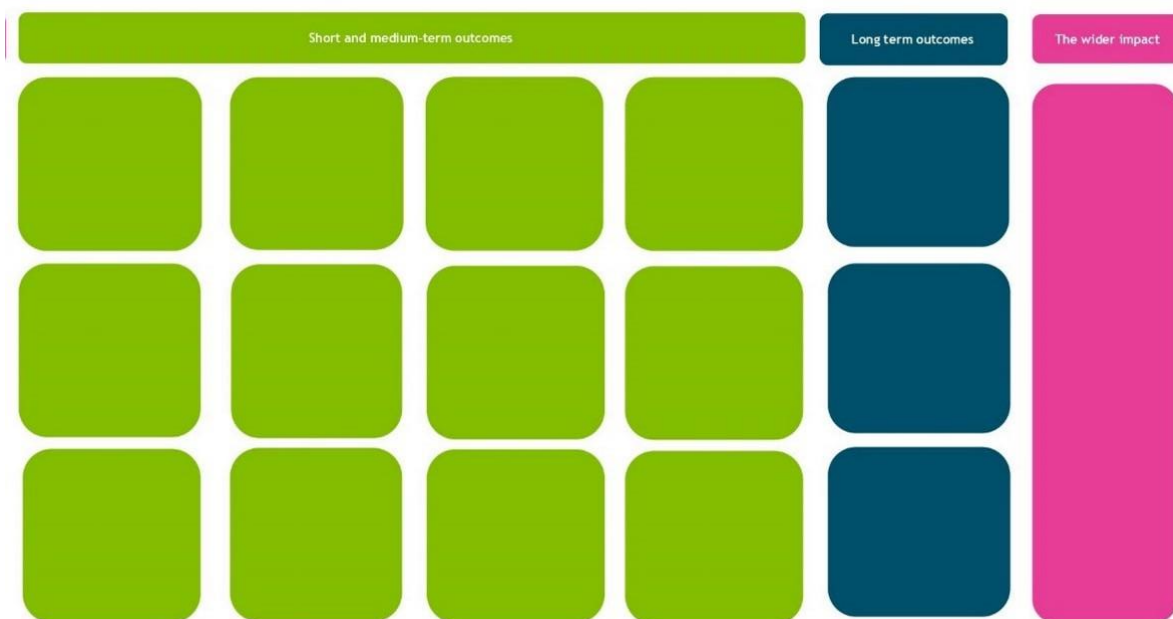 Short and medium-term outcomes
Long term outcomes
The wider impact